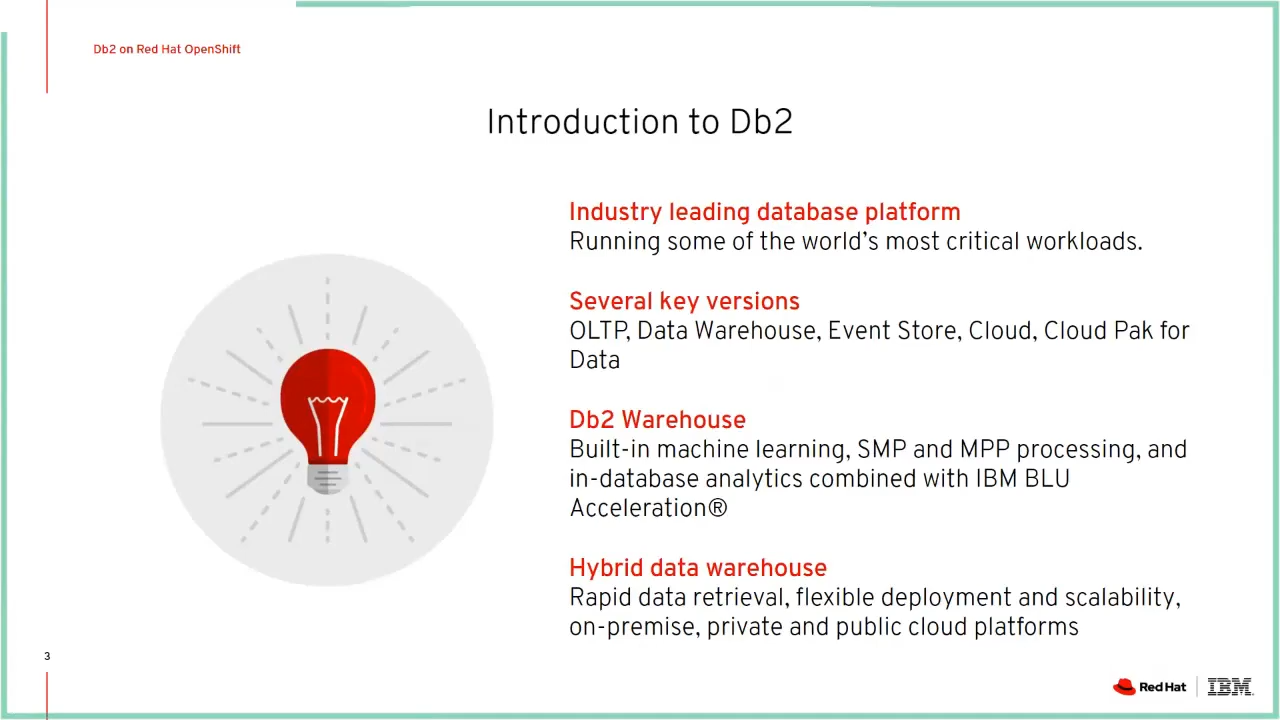 Db2 on Red Hat OpenShift
Introduction to Db2
Industry leading database platform
Running some of the world's most critical workloads.
Several key versions
OLTP, Data Warehouse, Event Store, Cloud, Cloud Pak for
Data
Db2 Warehouse
Built-in machine learning, SMP and MPP processing, and
in-database analytics combined with IBM BLU
Acceleration®
Hybrid data warehouse
Rapid data retrieval, flexible deployment and scalability,
on-premise, private and public cloud platforms
3
Red Hat
IBM